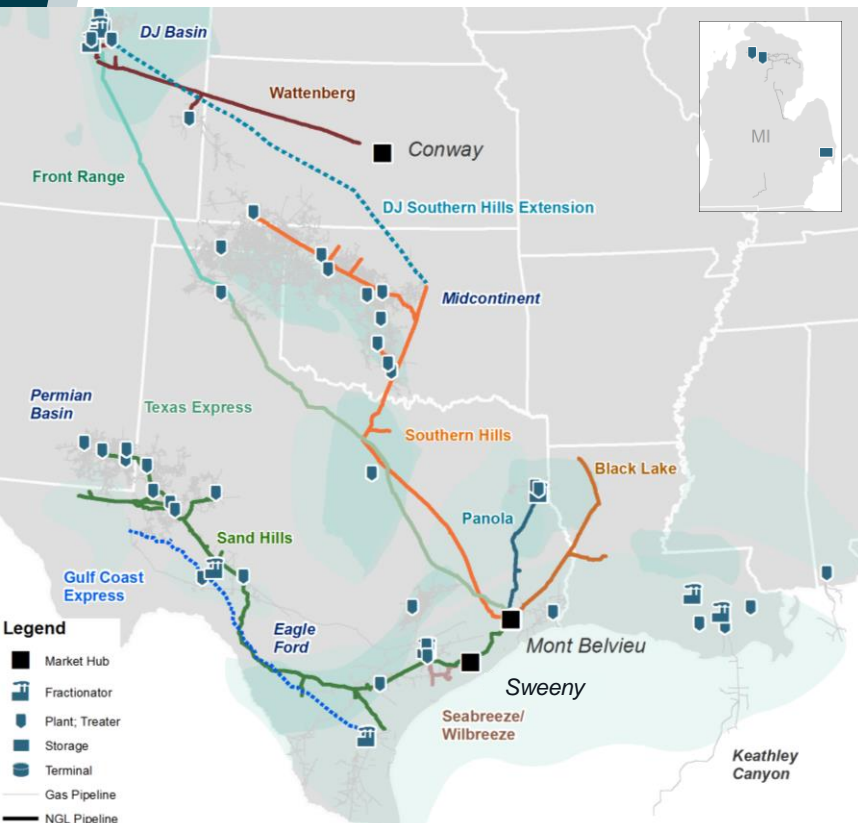 DJ Basin
Wattenberg
Conway
MI
Front Range
DJ Southern Hills Extension
Midcontinent
Permian
Basin
Texas Express
Southern Hills
Black Lake
Panola
Sand Hills
Gulf Coast
Express
Eagle
Ford
Mont Belvieu
Sweeny
Seabreeze/
Wilbreeze
Keathley
Canyon
Legend
Market Hub
Fractionator
Plant; Treater
Storage
Terminal
Gas Pipeline
NGL Pipeline